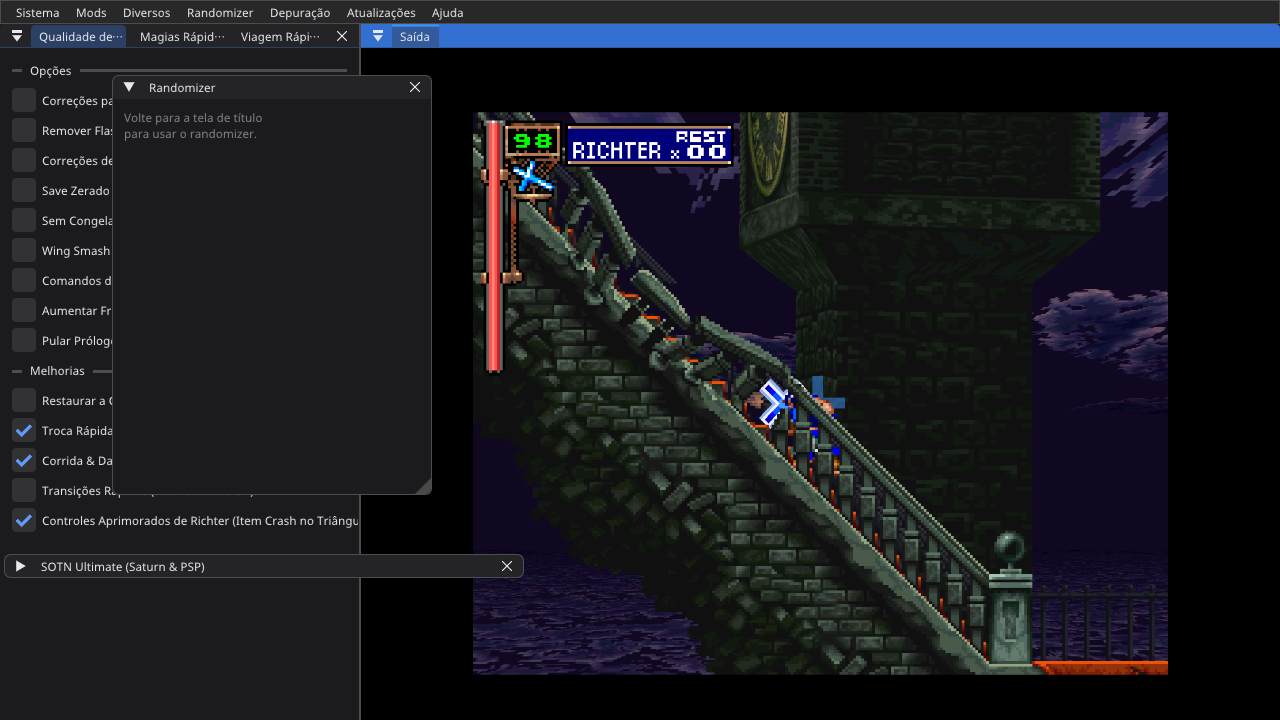 Sistema Mods Diversos Randomizer Depuração Atualizações Ajuda
Qualidade de··· Magias Rápid··· Viagem Rápi···
Saída
Opções
Correções pa
Remover Flas
Correções de
Save Zerado
Sem Congela
Wing Smash
Comandos d
Aumentar Fr
Pular Prólog
Melhorias
Restaurar a
Troca Rápida
Corrida & Da
Transições
Controles Aprimorados de Richter (Item Crash no Triângu
Randomizer
Volte para a tela de título
para usar o randomizer.
SOTN Ultimate (Saturn & PSP)
98
REST
RICHTER x 00